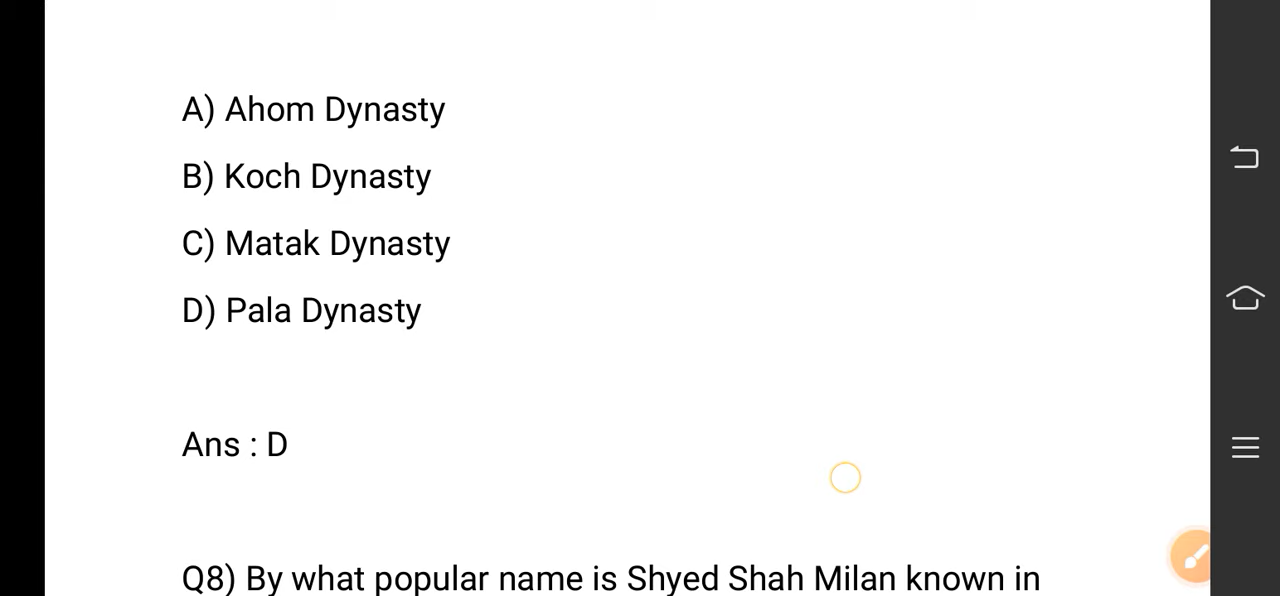 A) Ahom Dynasty
B) Koch Dynasty
C) Matak Dynasty
D) Pala Dynasty
Ans : D
Q8) By what popular name is Shyed Shah Milan known in